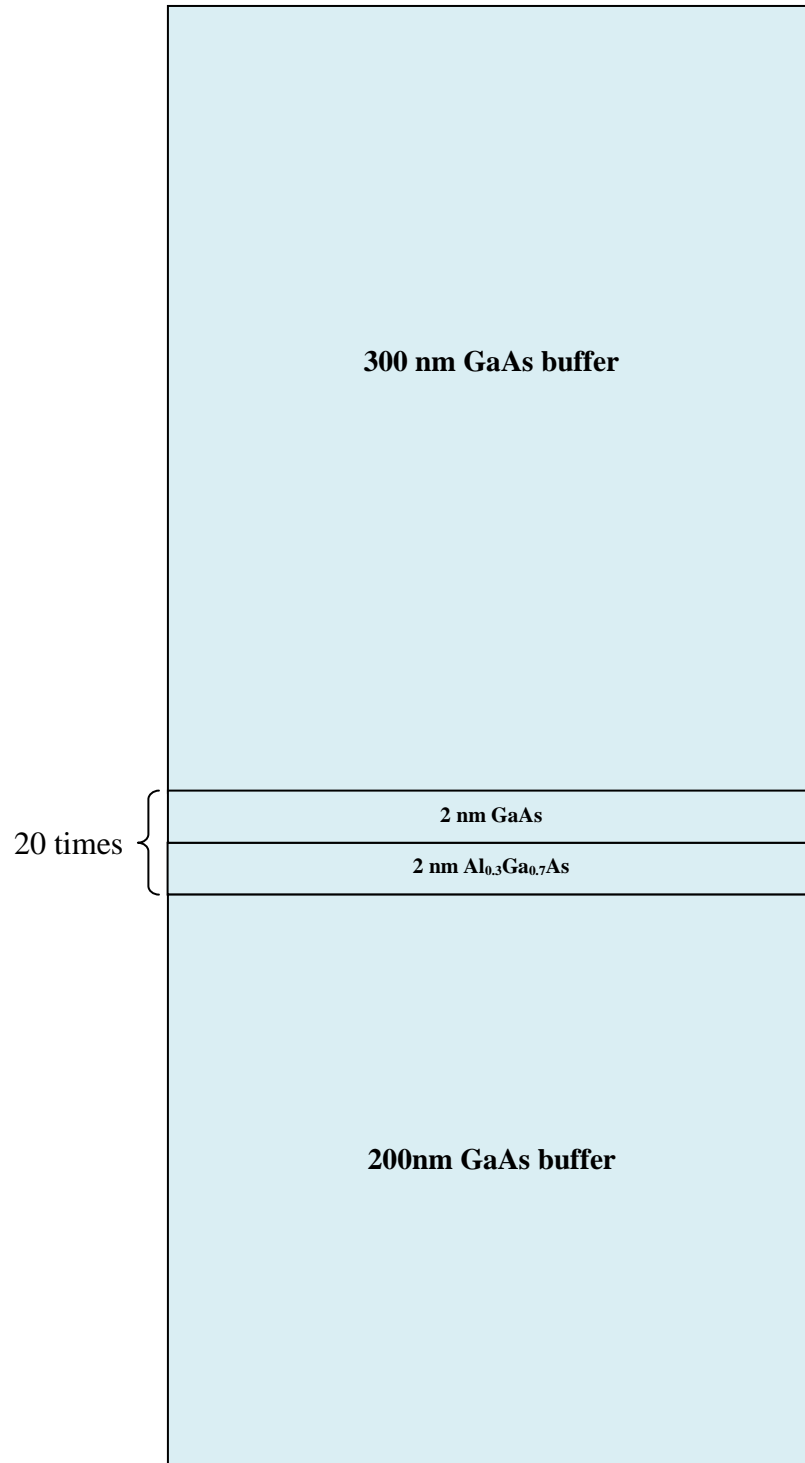 300 nm GaAs buffer
2 nm GaAs
20 times
2 nm Al₀.₃Ga₀.₇As
200nm GaAs buffer